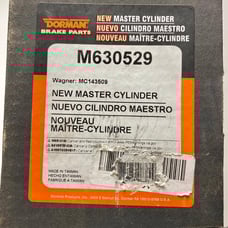 DORMAN
BRAKE PARTS
NEW MASTER CYLINDER
NUEVO CILINDRO MAESTRO
NOUVEAU
MAÎTRE-CYLINDRE
M630529
Wagner: MC143509
NEW MASTER CYLINDER
NUEVO CILINDRO MAESTRO
NOUVEAU
MAÎTRE-CYLINDRE
MADE IN TAIWAN
HECHO EN TAIWAN
FABRIQUÉ À TAIWAN